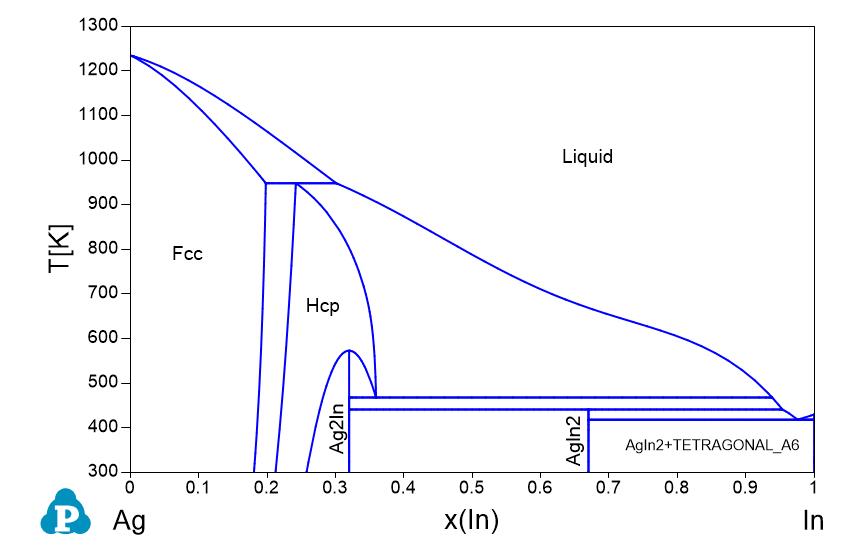 1300
1200
1100
1000
900
800
700
600
500
400
300
T[K]
Liquid
Fcc
Hcp
Ag2In
AgIn2
AgIn2+TETRAGONAL_A6
0
0.1
0.2
0.3
0.4
0.5
0.6
0.7
0.8
0.9
1
P
Ag
x(In)
In